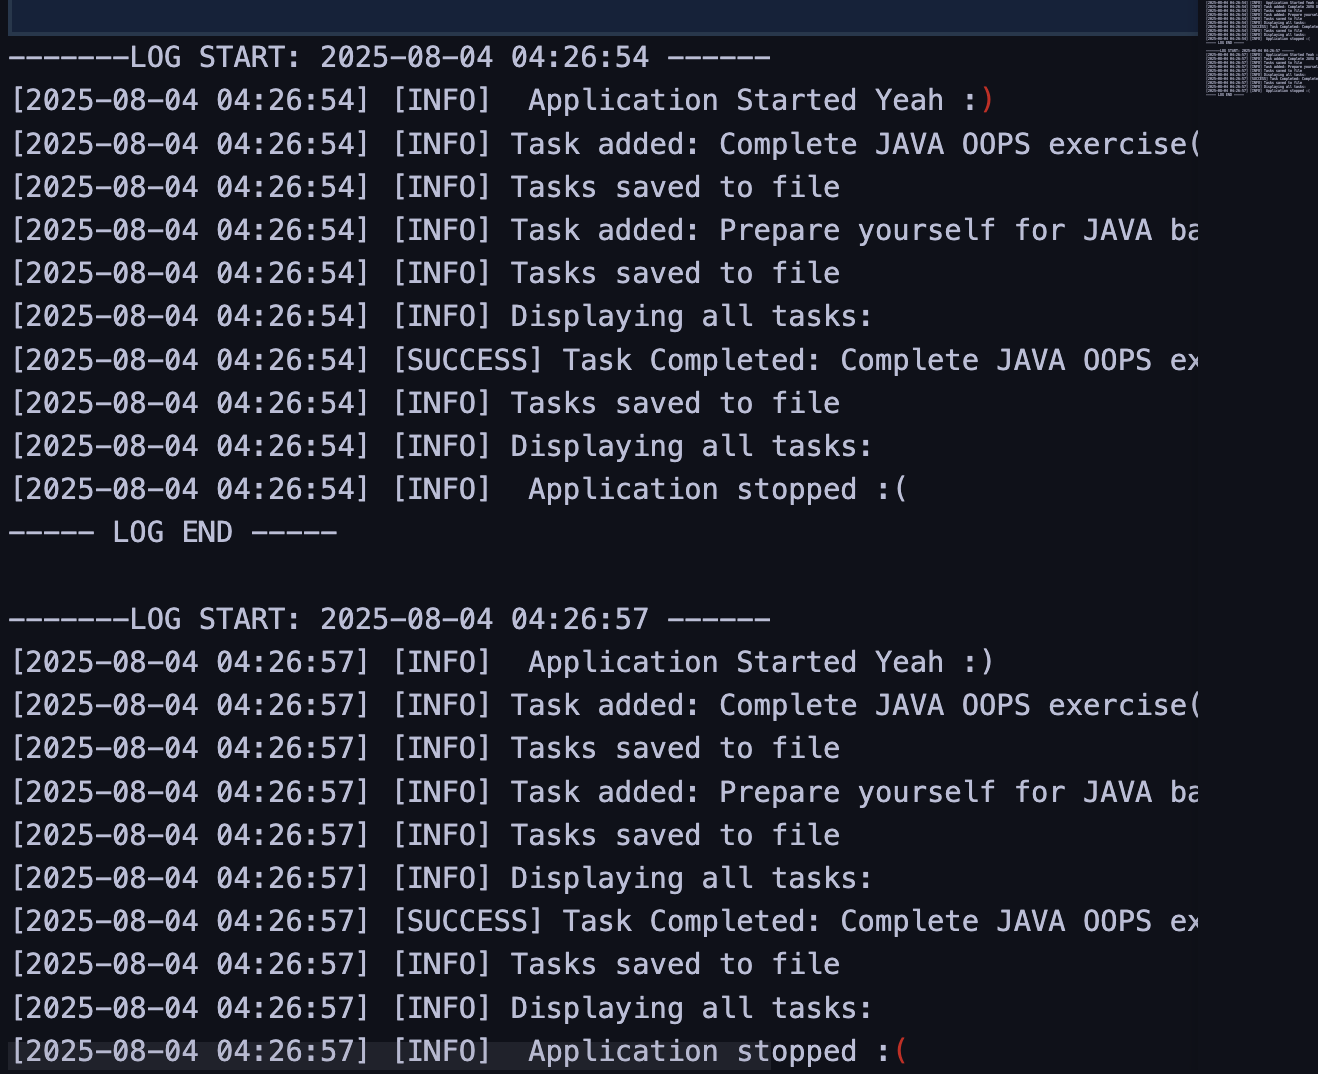 -------LOG START: 2025-08-04 04:26:54 ------
[2025-08-04 04:26:54] [INFO]  Application Started Yeah :)
[2025-08-04 04:26:54] [INFO] Task added: Complete JAVA OOPS exercise(
[2025-08-04 04:26:54] [INFO] Tasks saved to file
[2025-08-04 04:26:54] [INFO] Task added: Prepare yourself for JAVA ba
[2025-08-04 04:26:54] [INFO] Tasks saved to file
[2025-08-04 04:26:54] [INFO] Displaying all tasks:
[2025-08-04 04:26:54] [SUCCESS] Task Completed: Complete JAVA OOPS ex
[2025-08-04 04:26:54] [INFO] Tasks saved to file
[2025-08-04 04:26:54] [INFO] Displaying all tasks:
[2025-08-04 04:26:54] [INFO]  Application stopped :(
----- LOG END -----
-------LOG START: 2025-08-04 04:26:57 ------
[2025-08-04 04:26:57] [INFO]  Application Started Yeah :)
[2025-08-04 04:26:57] [INFO] Task added: Complete JAVA OOPS exercise(
[2025-08-04 04:26:57] [INFO] Tasks saved to file
[2025-08-04 04:26:57] [INFO] Task added: Prepare yourself for JAVA ba
[2025-08-04 04:26:57] [INFO] Tasks saved to file
[2025-08-04 04:26:57] [INFO] Displaying all tasks:
[2025-08-04 04:26:57] [SUCCESS] Task Completed: Complete JAVA OOPS ex
[2025-08-04 04:26:57] [INFO] Tasks saved to file
[2025-08-04 04:26:57] [INFO] Displaying all tasks:
[2025-08-04 04:26:57] [INFO]  Application stopped :(